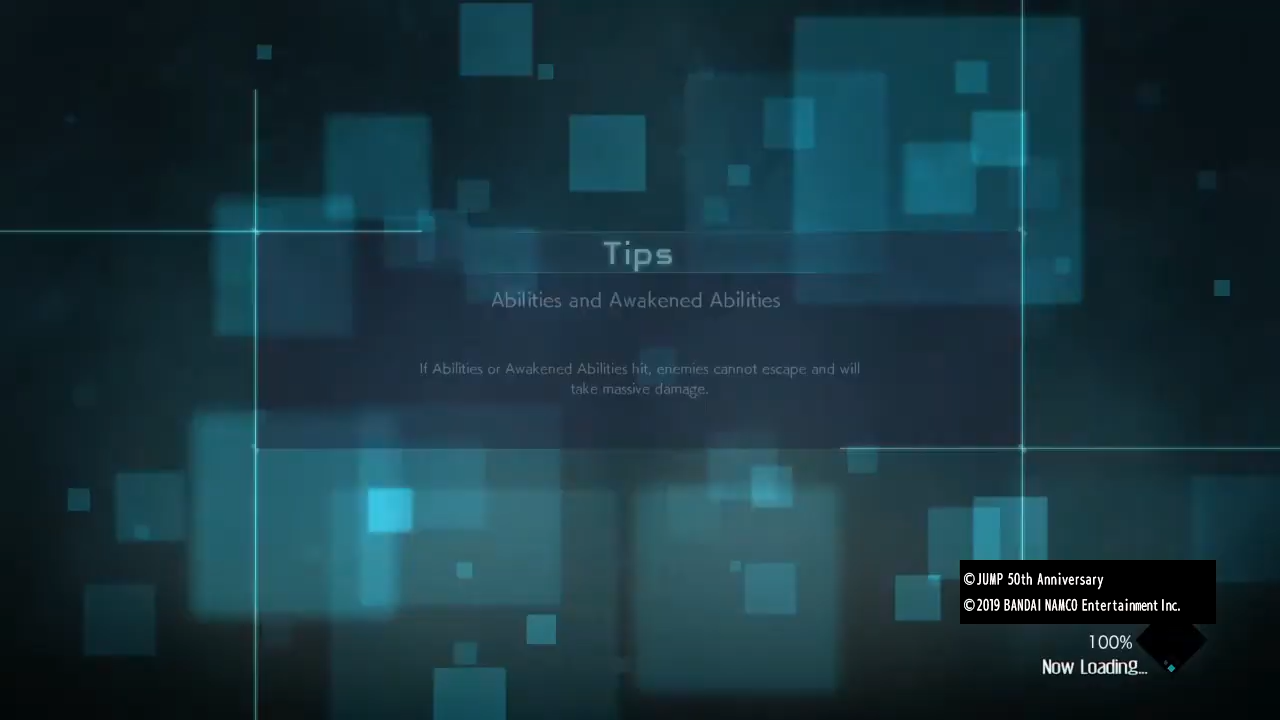 Tips
Abilities and Awakened Abilities
If Abilities or Awakened Abilities hit, enemies cannot escape and will
take massive damage.
©JUMP 50th Anniversary
©2019 BANDAI NAMCO Entertainment Inc.
100%
Now Loading...